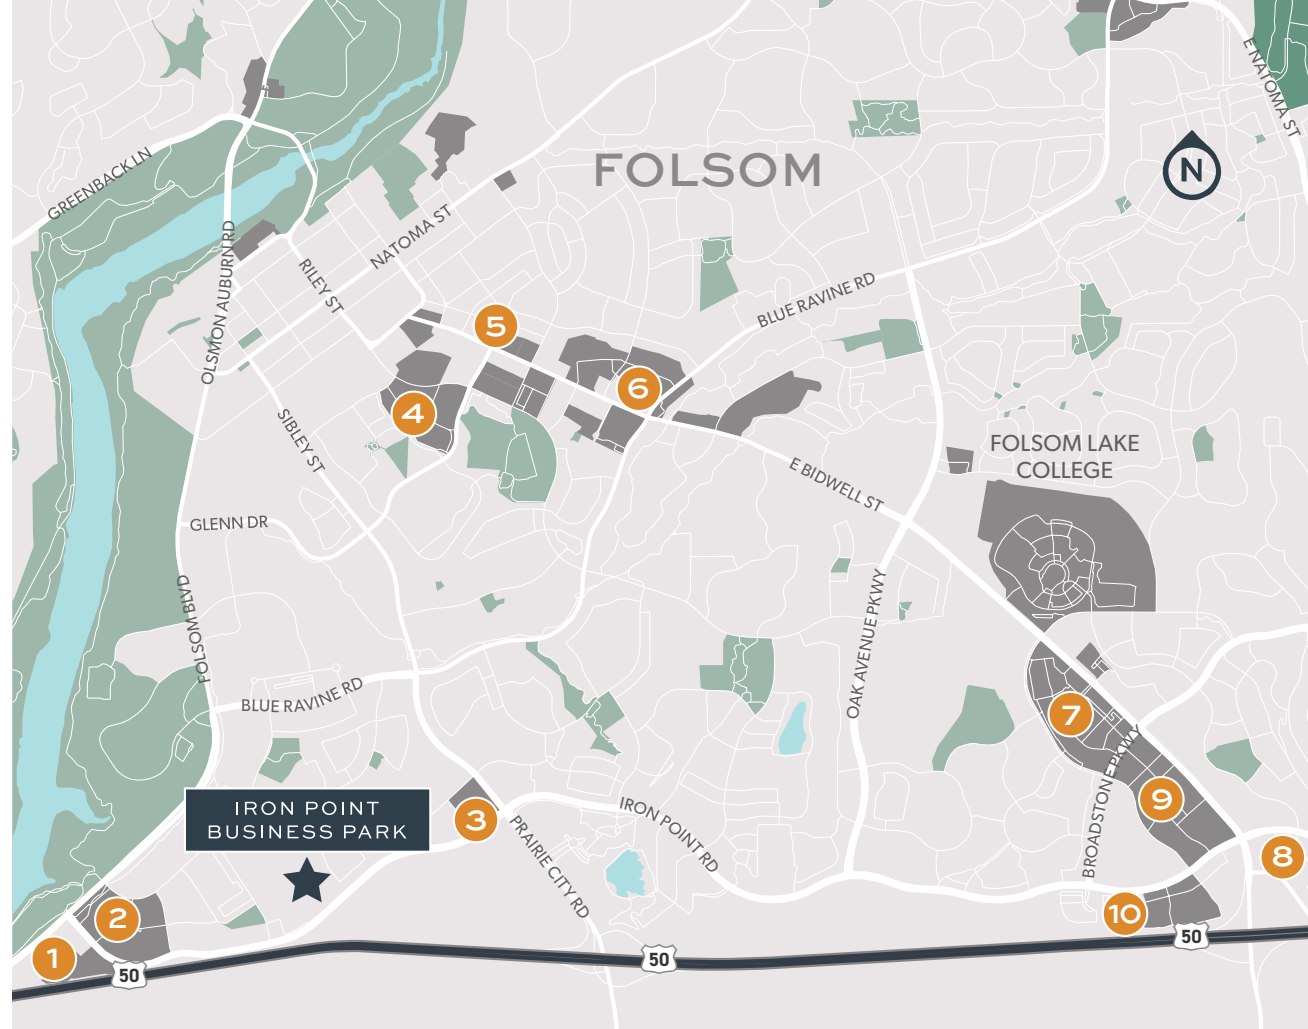 E NATOMA ST
GREENBACK LN
FOLSOM
N
NATOMA ST
OLSMON AUBURN RD
RILEY ST
BLUE RAVINE RD
5
6
4
SIBLEY ST
FOLSOM LAKE
COLLEGE
E BIDWELL ST
GLENN DR
FOLSOM BLVD
OAK AVENUE PKWY
BLUE RAVINE RD
7
BROADSTONE PKWY
9
IRON POINT
BUSINESS PARK
3
PRAIRIE CITY RD
IRON POINT RD
8
2
10
1
50
50
50